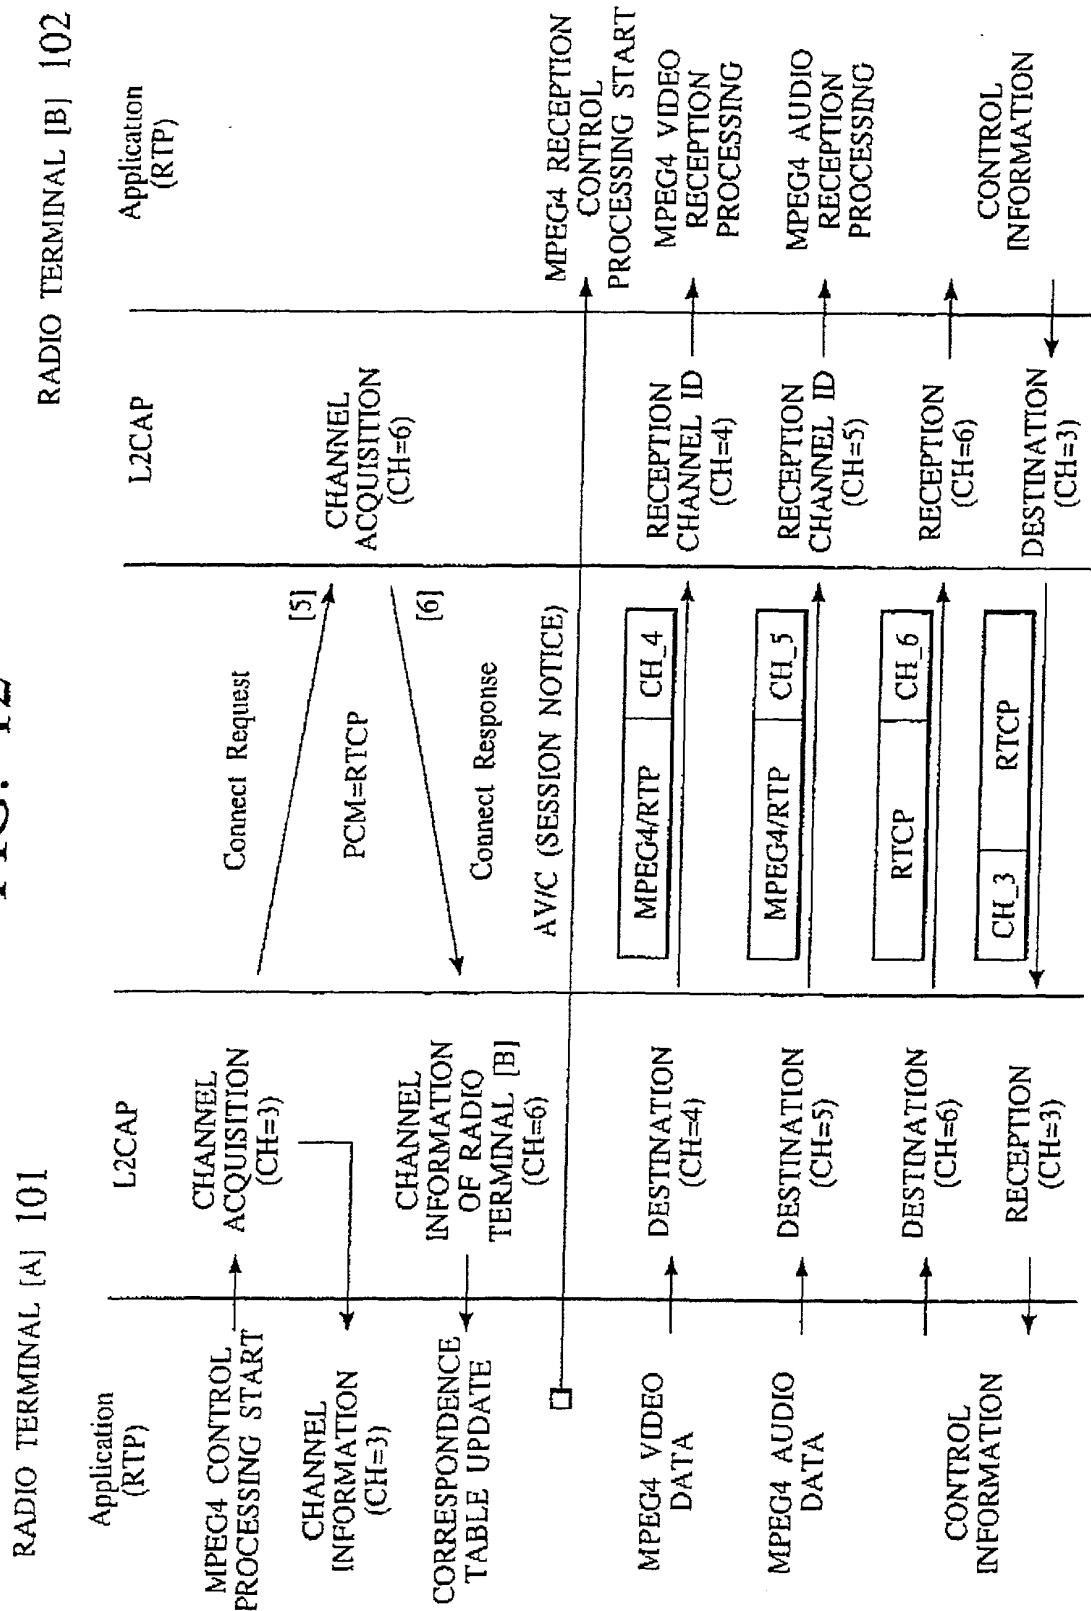 FIG. 12
RADIO TERMINAL [A] 101
RADIO TERMINAL [B] 102
Application
(RTP)
L2CAP
L2CAP
Application
(RTP)
MPEG4 CONTROL
PROCESSING START
CHANNEL
ACQUISITION
(CH=3)
Connect Request
[5]
CHANNEL
INFORMATION
(CH=3)
PCM=RTCP
CHANNEL
ACQUISITION
(CH=6)
CORRESPONDENCE
TABLE UPDATE
CHANNEL
INFORMATION
OF RADIO
TERMINAL [B]
(CH=6)
[6]
Connect Response
AV/C (SESSION NOTICE)
MPEG4 RECEPTION
CONTROL
PROCESSING START
MPEG4 VIDEO
DATA
DESTINATION
(CH=4)
MPEG4/RTP
CH_4
RECEPTION
CHANNEL ID
(CH=4)
MPEG4 VIDEO
RECEPTION
PROCESSING
MPEG4 AUDIO
DATA
DESTINATION
(CH=5)
MPEG4/RTP
CH_5
RECEPTION
CHANNEL ID
(CH=5)
MPEG4 AUDIO
RECEPTION
PROCESSING
CONTROL
INFORMATION
DESTINATION
(CH=6)
RTCP
CH_6
RECEPTION
(CH=6)
CONTROL
INFORMATION
RECEPTION
(CH=3)
CH_3
RTCP
DESTINATION
(CH=3)